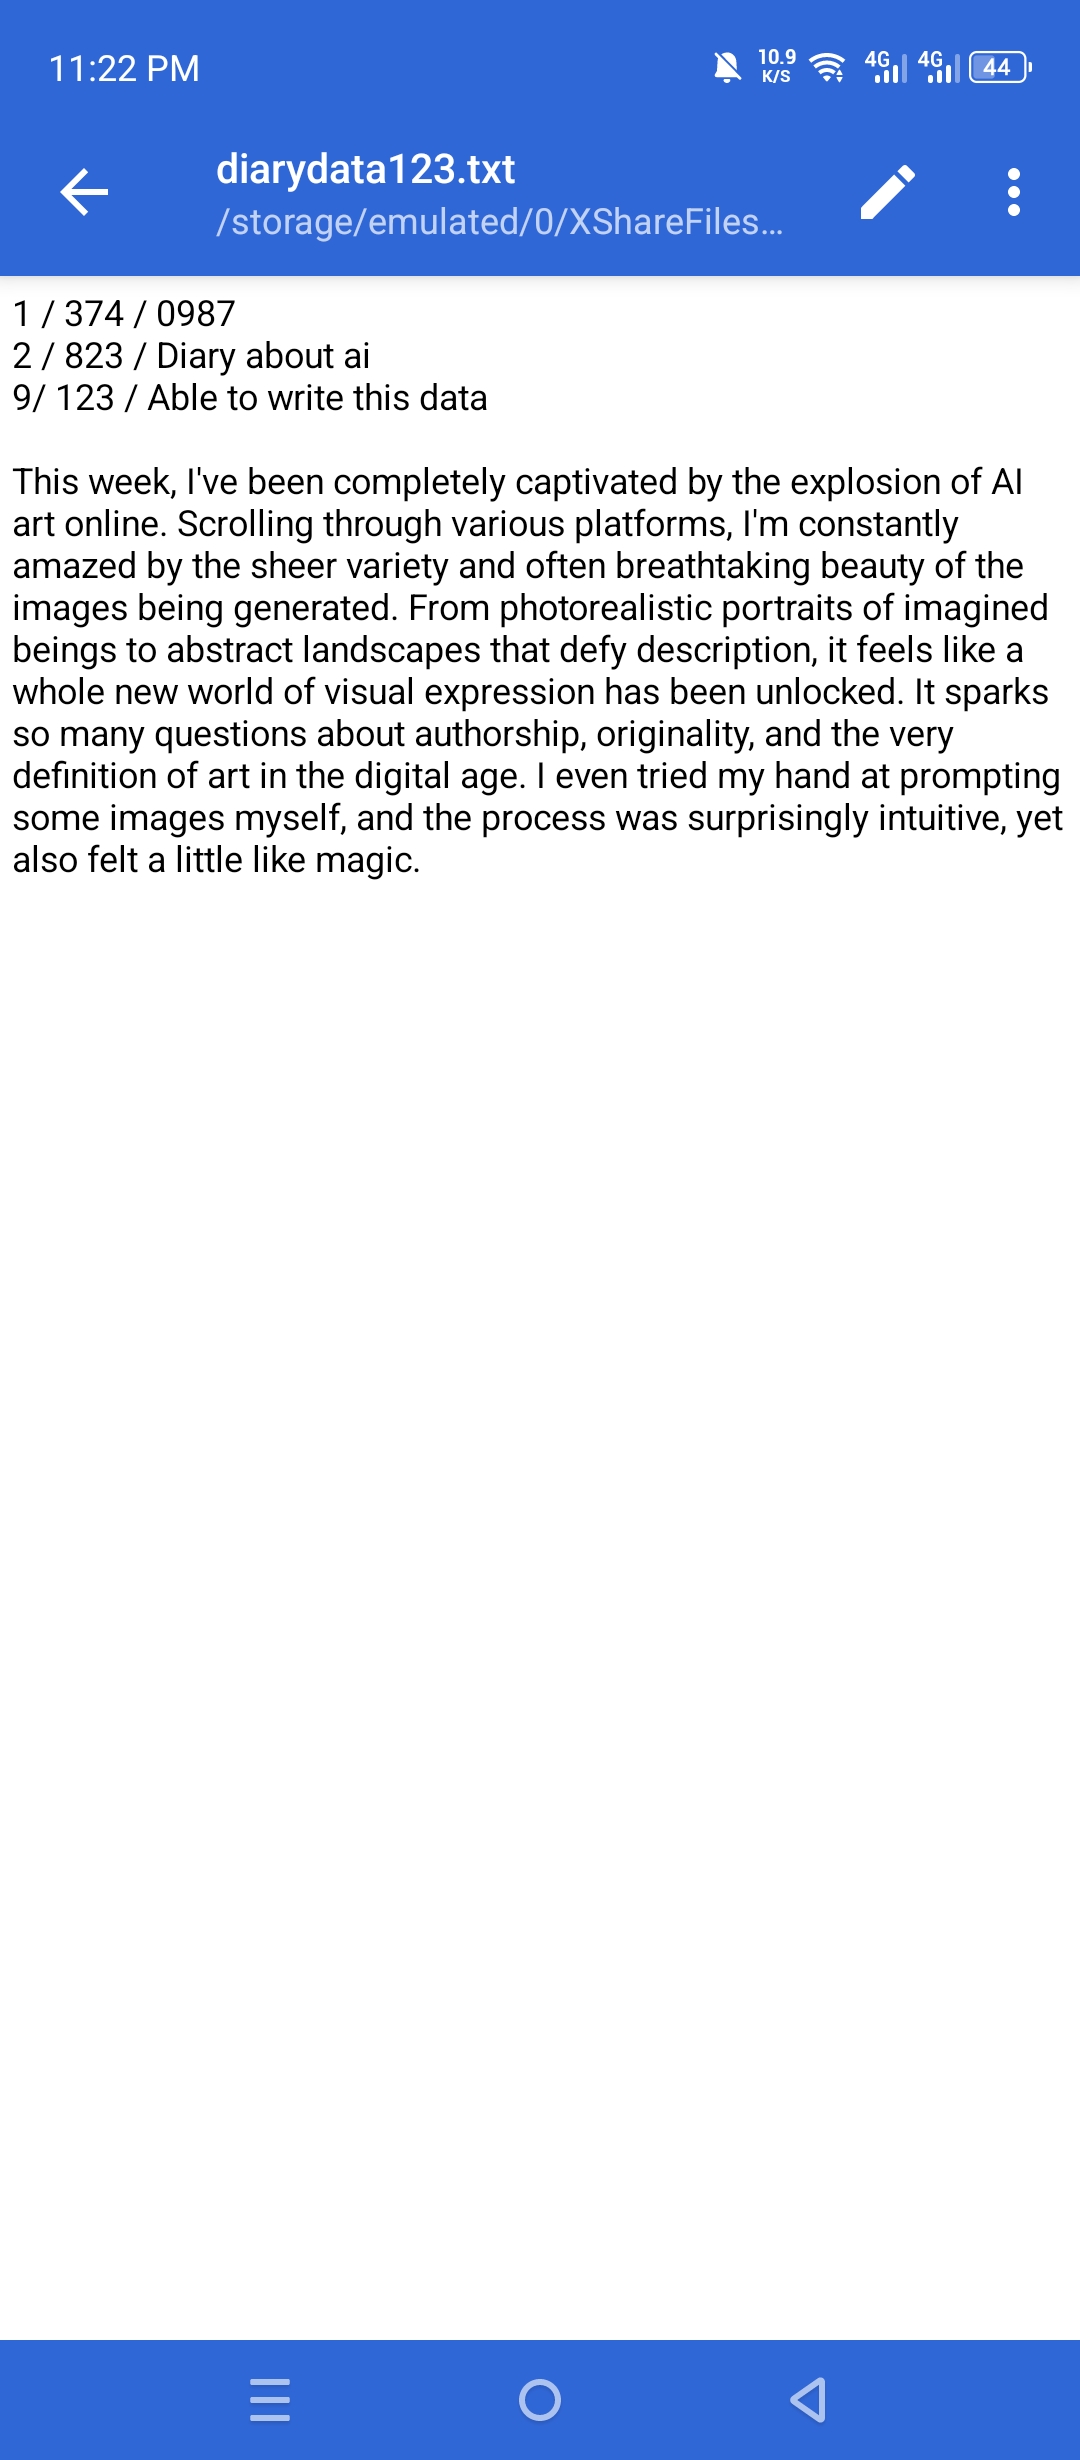 11:22 PM
10.9 K/S
4G 4G 44
diarydata123.txt
/storage/emulated/0/XShareFiles...
1 / 374 / 0987
2 / 823 / Diary about ai
9/ 123 / Able to write this data
This week, I've been completely captivated by the explosion of AI
art online. Scrolling through various platforms, I'm constantly
amazed by the sheer variety and often breathtaking beauty of the
images being generated. From photorealistic portraits of imagined
beings to abstract landscapes that defy description, it feels like a
whole new world of visual expression has been unlocked. It sparks
so many questions about authorship, originality, and the very
definition of art in the digital age. I even tried my hand at prompting
some images myself, and the process was surprisingly intuitive, yet
also felt a little like magic.